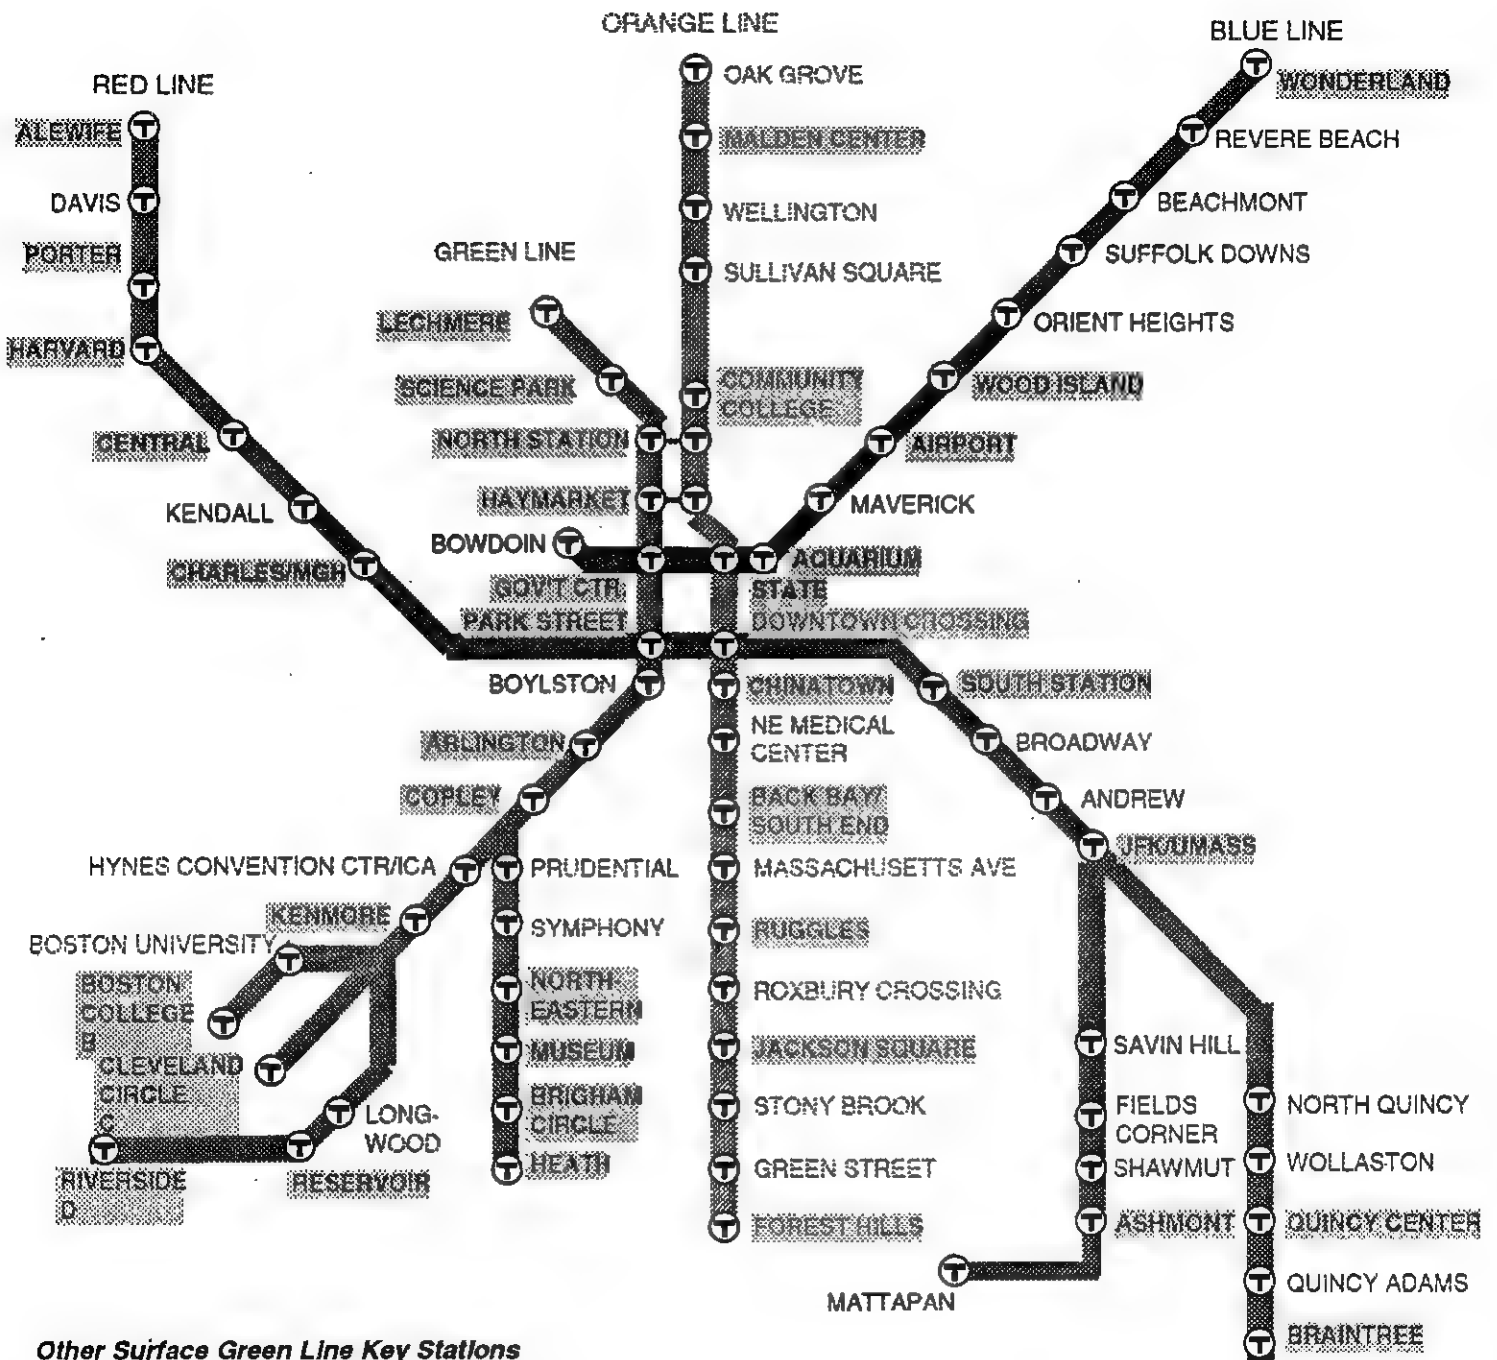 ORANGE LINE
BLUE LINE
RED LINE
OAK GROVE
WONDERLAND
ALEWIFE
MALDEN CENTER
REVERE BEACH
DAVIS
WELLINGTON
BEACHMONT
PORTER
GREEN LINE
SULLIVAN SQUARE
SUFFOLK DOWNS
LECHMERE
ORIENT HEIGHTS
HARVARD
SCIENCE PARK
COMMUNITY
COLLEGE
WOOD ISLAND
CENTRAL
NORTH STATION
AIRPORT
KENDALL
HAYMARKET
MAVERICK
BOWDOIN
CHARLES/MGH
AQUARIUM
GOV'T CTR.
STATE
PARK STREET
DOWNTOWN CROSSING
BOYLSTON
CHINATOWN
SOUTH STATION
NE MEDICAL
CENTER
ARLINGTON
BROADWAY
COPLEY
BACK BAY/
SOUTH END
ANDREW
JFK/UMASS
HYNES CONVENTION CTR/ICA
PRUDENTIAL
MASSACHUSETTS AVE
KENMORE
SYMPHONY
RUGGLES
BOSTON UNIVERSITY
BOSTON
COLLEGE
B
NORTH-
EASTERN
ROXBURY CROSSING
CLEVELAND
CIRCLE
C
MUSEUM
JACKSON SQUARE
SAVIN HILL
BRIGHAM
CIRCLE
LONG-
WOOD
STONY BROOK
FIELDS
CORNER
NORTH QUINCY
RIVERSIDE
D
RESERVOIR
HEATH
GREEN STREET
SHAWMUT
WOLLASTON
FOREST HILLS
ASHMONT
QUINCY CENTER
MATTAPAN
QUINCY ADAMS
BRAINTREE
Other Surface Green Line Key Stations